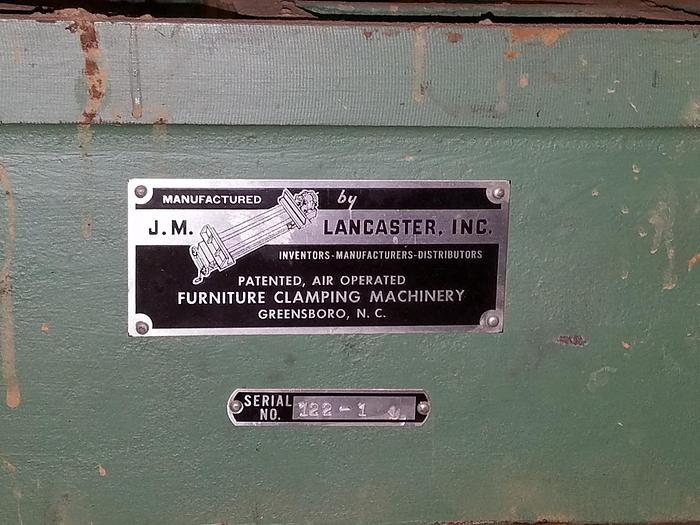 MANUFACTURED by
J.M. LANCASTER, INC.
INVENTORS-MANUFACTURERS-DISTRIBUTORS
PATENTED, AIR OPERATED
FURNITURE CLAMPING MACHINERY
GREENSBORO, N. C.
SERIAL
NO. 122-1